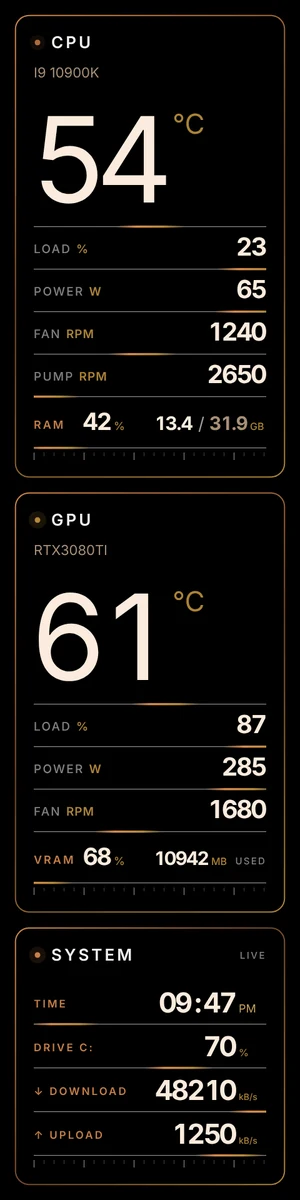 CPU
I9 10900K
54 °C
LOAD % 23
POWER W 65
FAN RPM 1240
PUMP RPM 2650
RAM 42 % 13.4 / 31.9 GB
GPU
RTX3080TI
61 °C
LOAD % 87
POWER W 285
FAN RPM 1680
VRAM 68 % 10942 MB USED
SYSTEM LIVE
TIME 09:47 PM
DRIVE C: 70 %
↓ DOWNLOAD 48210 kB/s
↑ UPLOAD 1250 kB/s